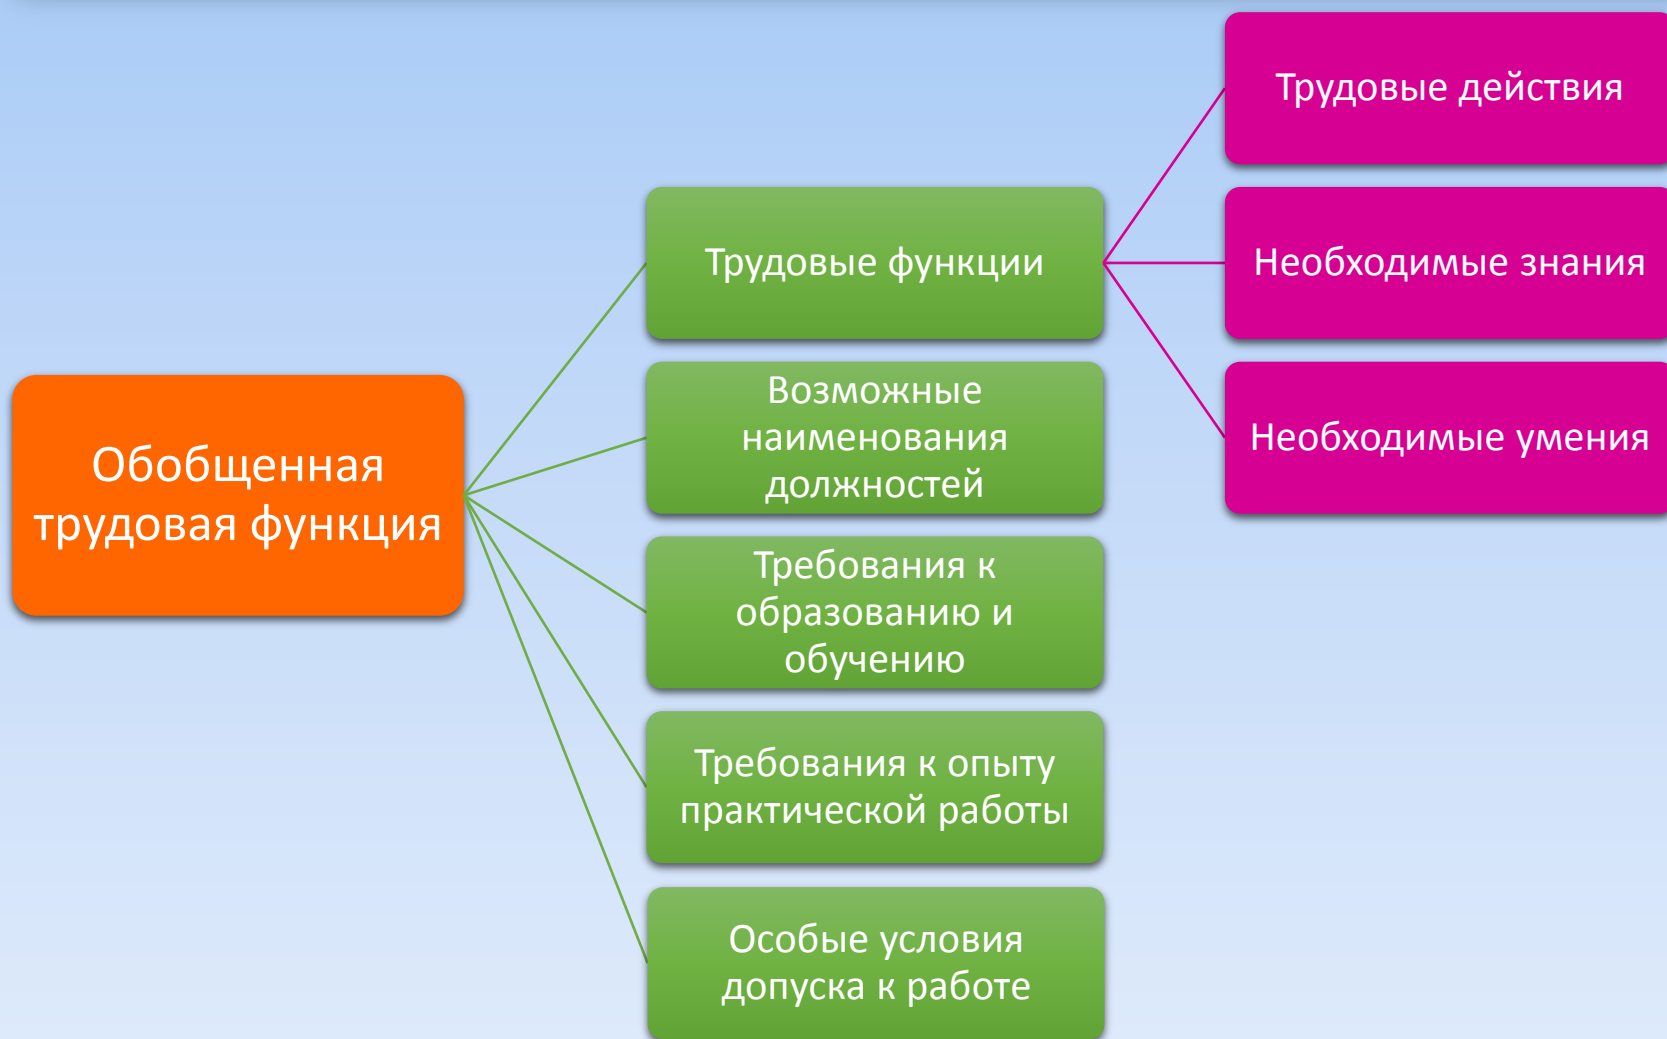 Обобщенная
трудовая функция
Трудовые функции
Возможные
наименования
должностей
Требования к
образованию и
обучению
Требования к опыту
практической работы
Особые условия
допуска к работе
Трудовые действия
Необходимые знания
Необходимые умения